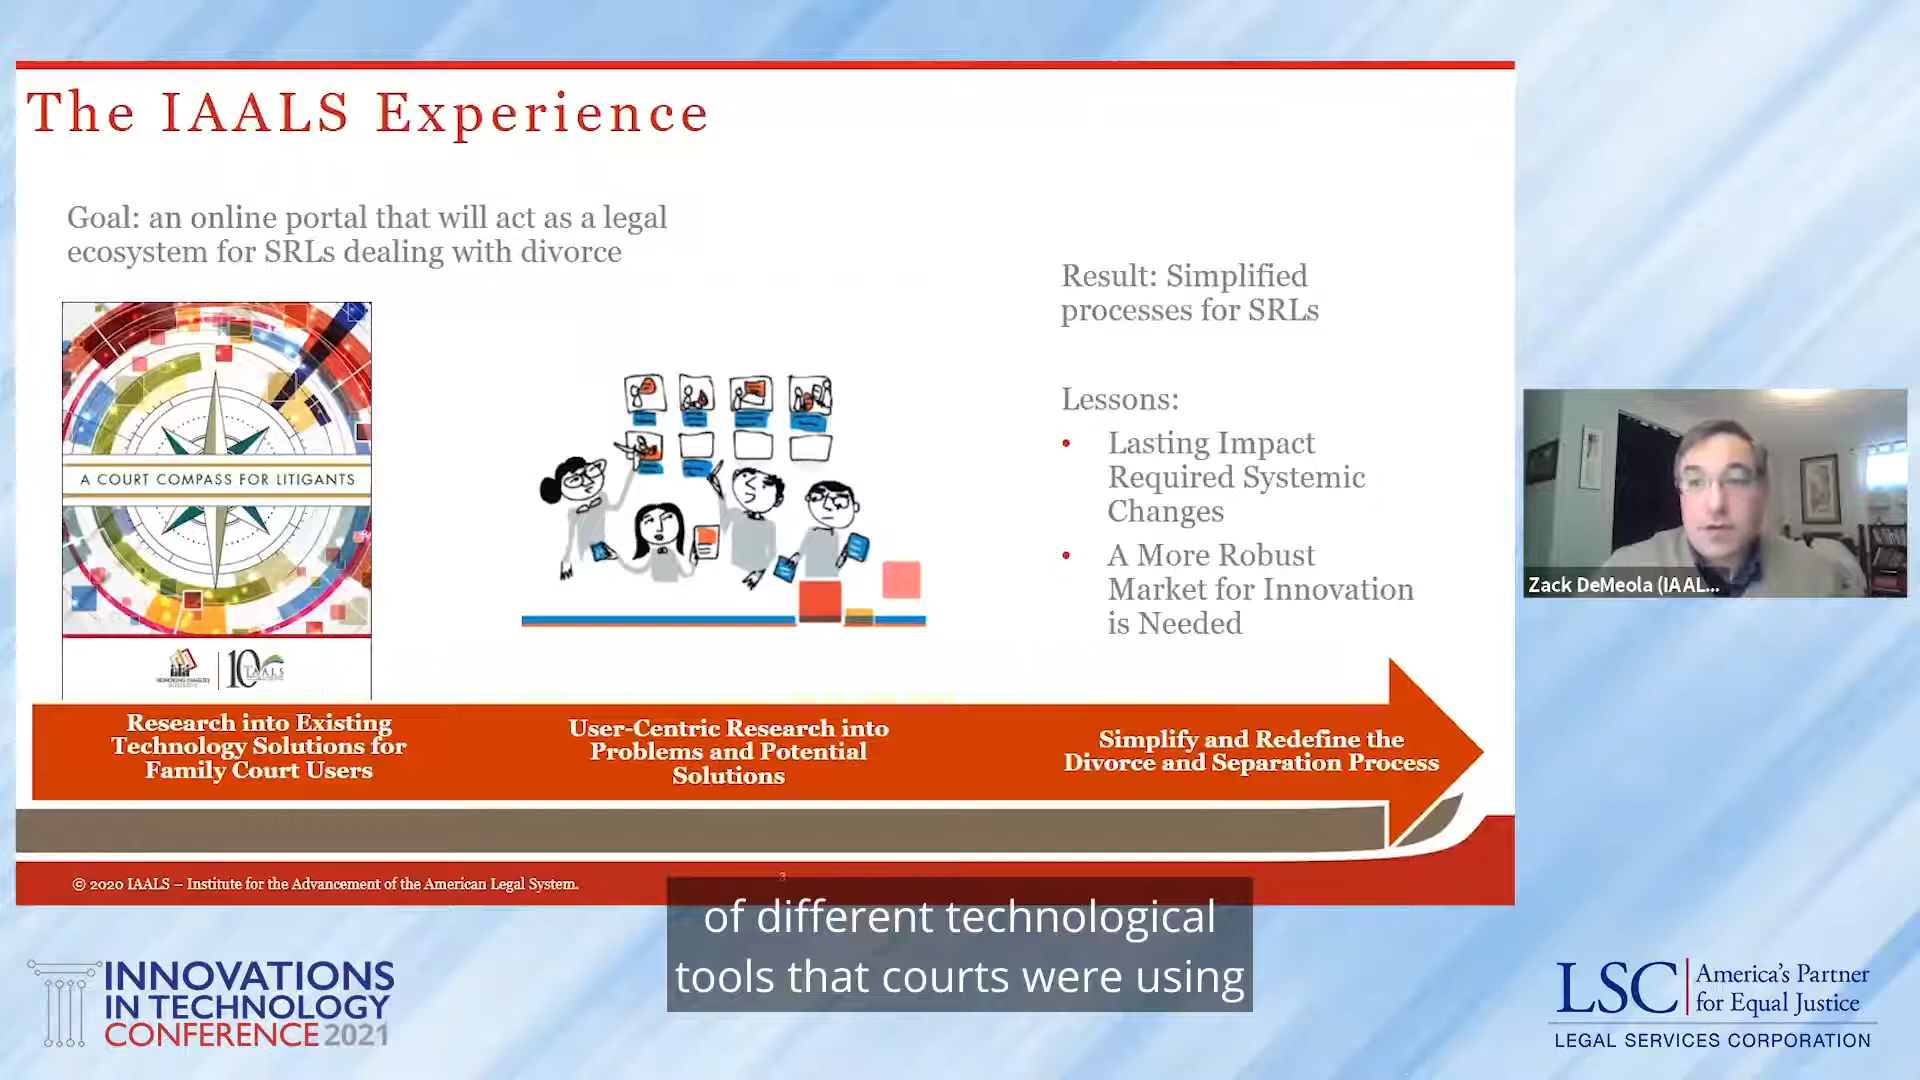 The IAALS Experience
Goal: an online portal that will act as a legal
ecosystem for SRLs dealing with divorce
A COURT COMPASS FOR LITIGANTS
HONORING FAMILIES
10
IAALS
Result: Simplified
processes for SRLs
Lessons:
• Lasting Impact
Required Systemic
Changes
• A More Robust
Market for Innovation
is Needed
Zack DeMeola (IAAL...
Research into Existing
Technology Solutions for
Family Court Users
User-Centric Research into
Problems and Potential
Solutions
Simplify and Redefine the
Divorce and Separation Process
© 2020 IAALS – Institute for the Advancement of the American Legal System.
3
of different technological
tools that courts were using
INNOVATIONS
IN TECHNOLOGY
CONFERENCE 2021
LSC America's Partner
for Equal Justice
LEGAL SERVICES CORPORATION